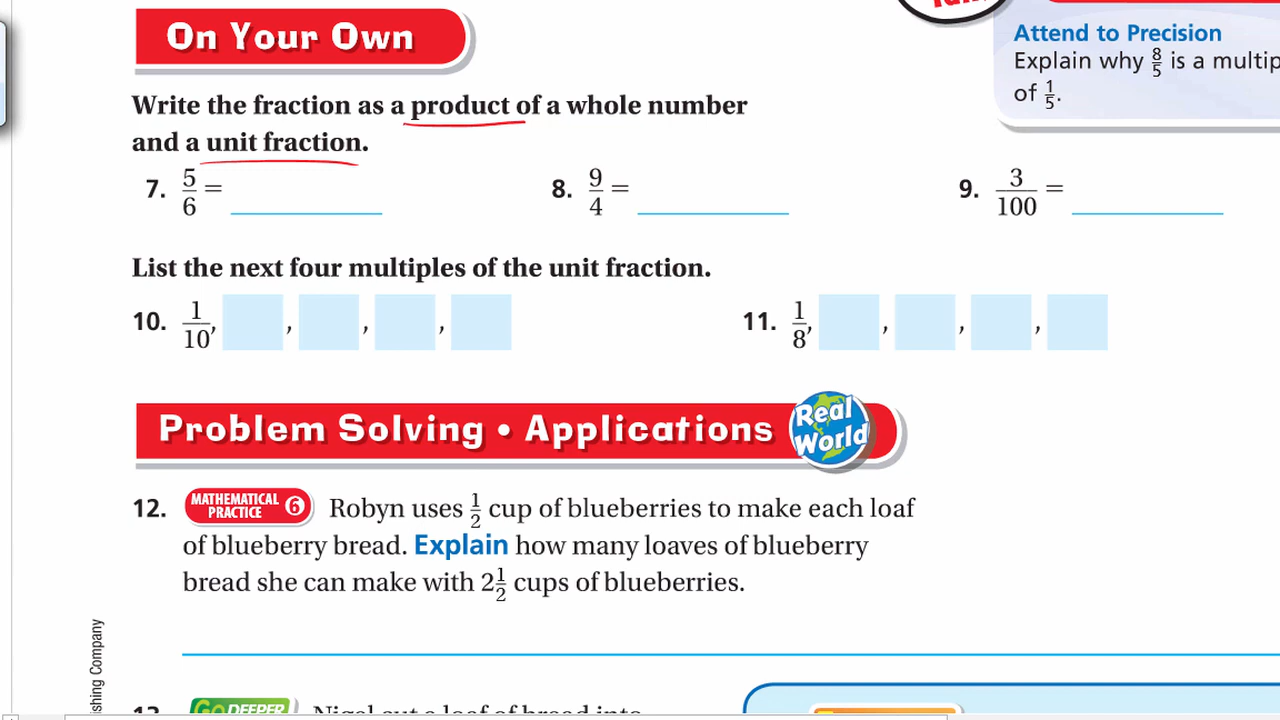 On Your Own
Attend to Precision
Explain why 8/5 is a multip
of 1/5.
Write the fraction as a product of a whole number
and a unit fraction.
7. 5/6 = ________ 8. 9/4 = ________ 9. 3/100 = ________
List the next four multiples of the unit fraction.
10. 1/10, , , , 11. 1/8, , , ,
Problem Solving • Applications Real World
12. MATHEMATICAL PRACTICE 6 Robyn uses 1/2 cup of blueberries to make each loaf
of blueberry bread. Explain how many loaves of blueberry
bread she can make with 2 1/2 cups of blueberries.
shing Company